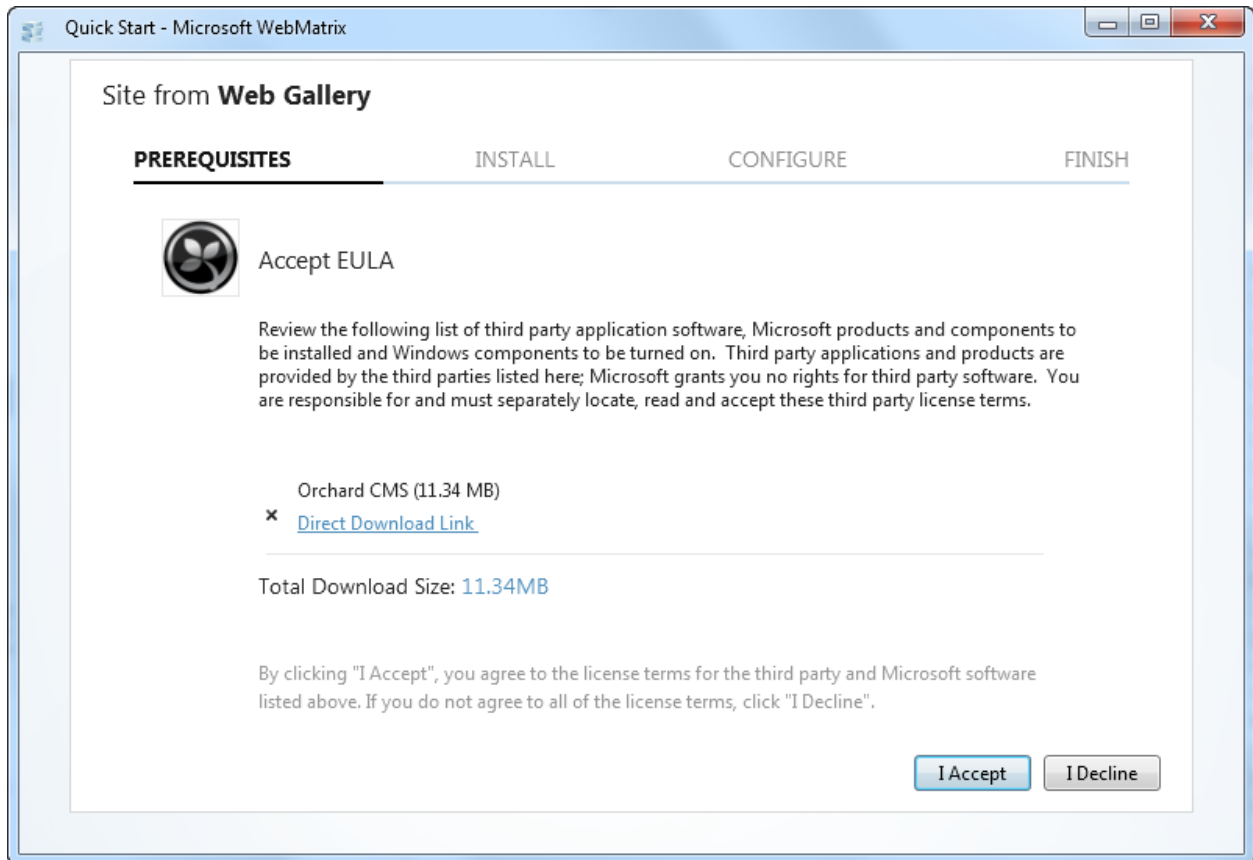 Quick Start - Microsoft WebMatrix
Site from Web Gallery
PREREQUISITES INSTALL CONFIGURE FINISH
Accept EULA
Review the following list of third party application software, Microsoft products and components to
be installed and Windows components to be turned on.  Third party applications and products are
provided by the third parties listed here; Microsoft grants you no rights for third party software.  You
are responsible for and must separately locate, read and accept these third party license terms.
Orchard CMS (11.34 MB)
Direct Download Link
Total Download Size: 11.34MB
By clicking "I Accept", you agree to the license terms for the third party and Microsoft software
listed above. If you do not agree to all of the license terms, click "I Decline".
I Accept I Decline